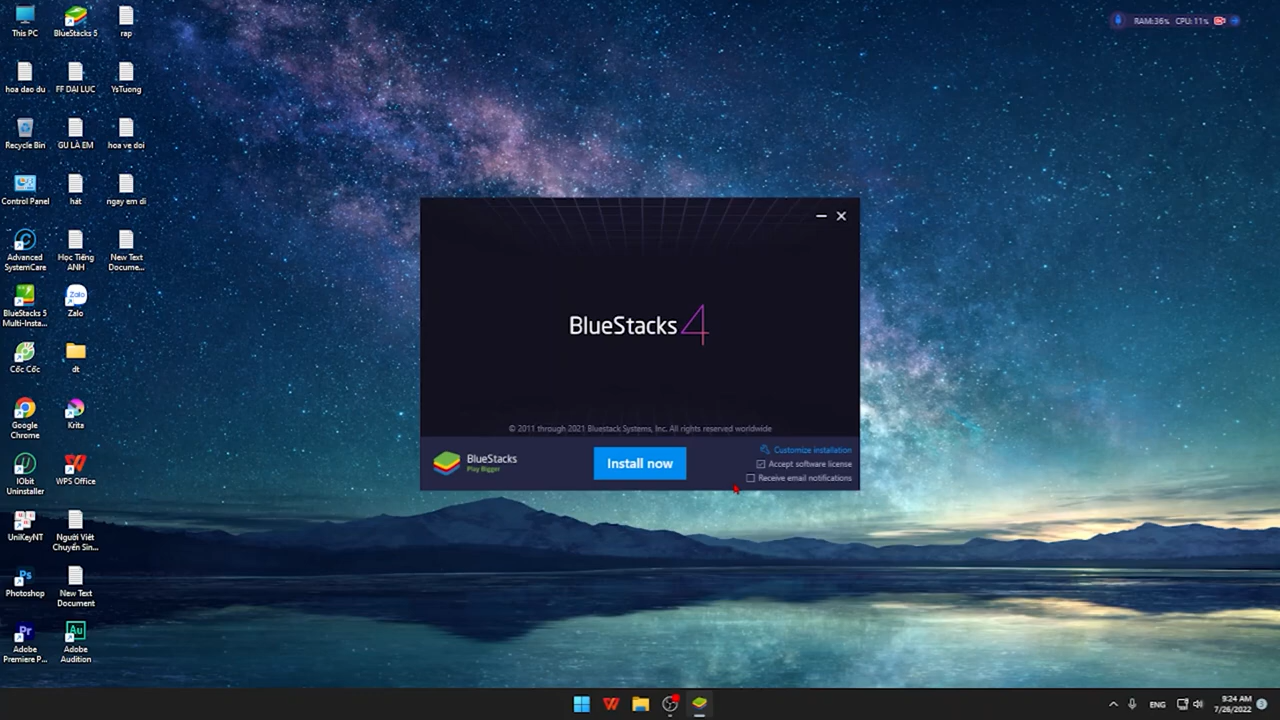 This PC
BlueStacks 5
rap
RAM:36% CPU: 11%
hoa dao du
FF DAI LUC
YsTuong
Recycle Bin
GU LÀ EM
hoa ve doi
Control Panel
hát
ngay em di
Advanced
SystemCare
Học Tiếng
ANH
New Text
Docume...
BlueStacks 5
Multi-Insta...
Zalo
Zalo
Cốc Cốc
dt
Google
Chrome
Krita
IObit
Uninstaller
WPS Office
UniKeyNT
Người Việt
Chuyển Sin...
Ps
Photoshop
New Text
Document
Pr
Adobe
Premiere P...
Au
Adobe
Audition
BlueStacks 4
© 2011 through 2021 Bluestack Systems, Inc. All rights reserved worldwide
BlueStacks
Play Bigger
Install now
Customize installation
Accept software license
Receive email notifications
ENG
9:24 AM
7/26/2022
3